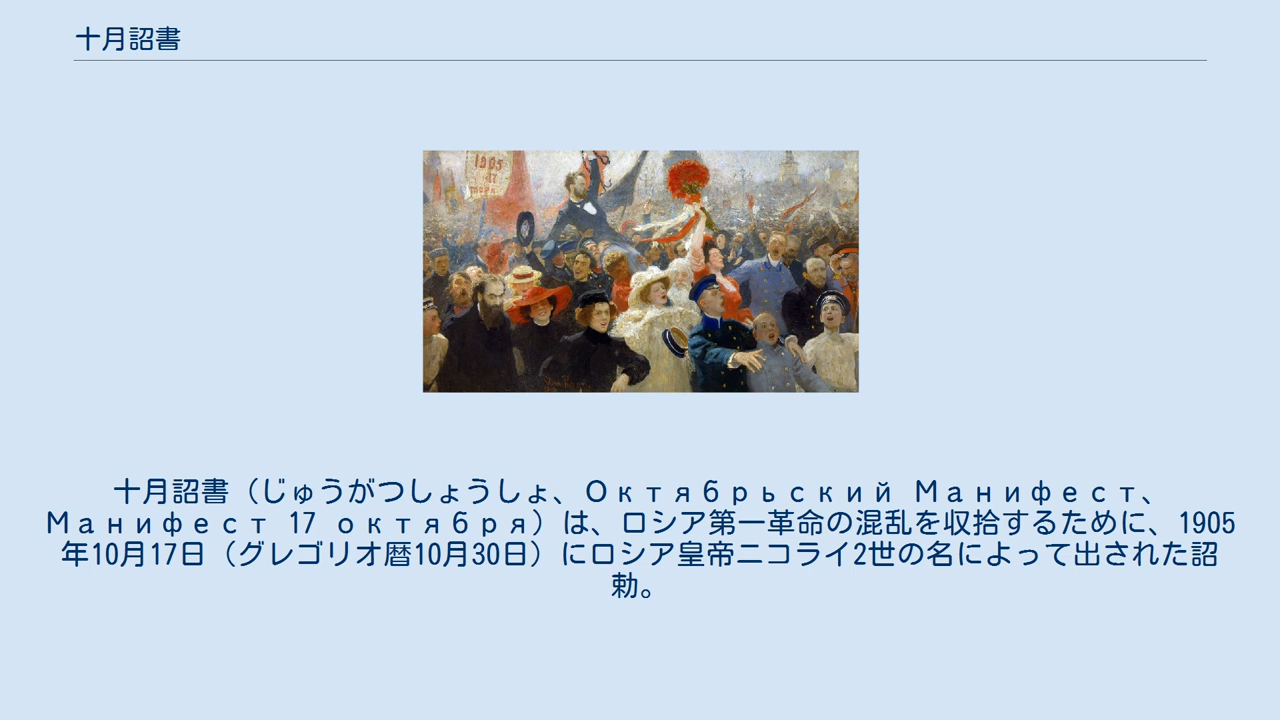 十月詔書
1905
17
十月詔書（じゅうがつしょうしょ、Октябрьский Манифест、
Манифест 17 октября）は、ロシア第一革命の混乱を収拾するために、1905
年10月17日（グレゴリオ暦10月30日）にロシア皇帝ニコライ2世の名によって出された詔
勅。